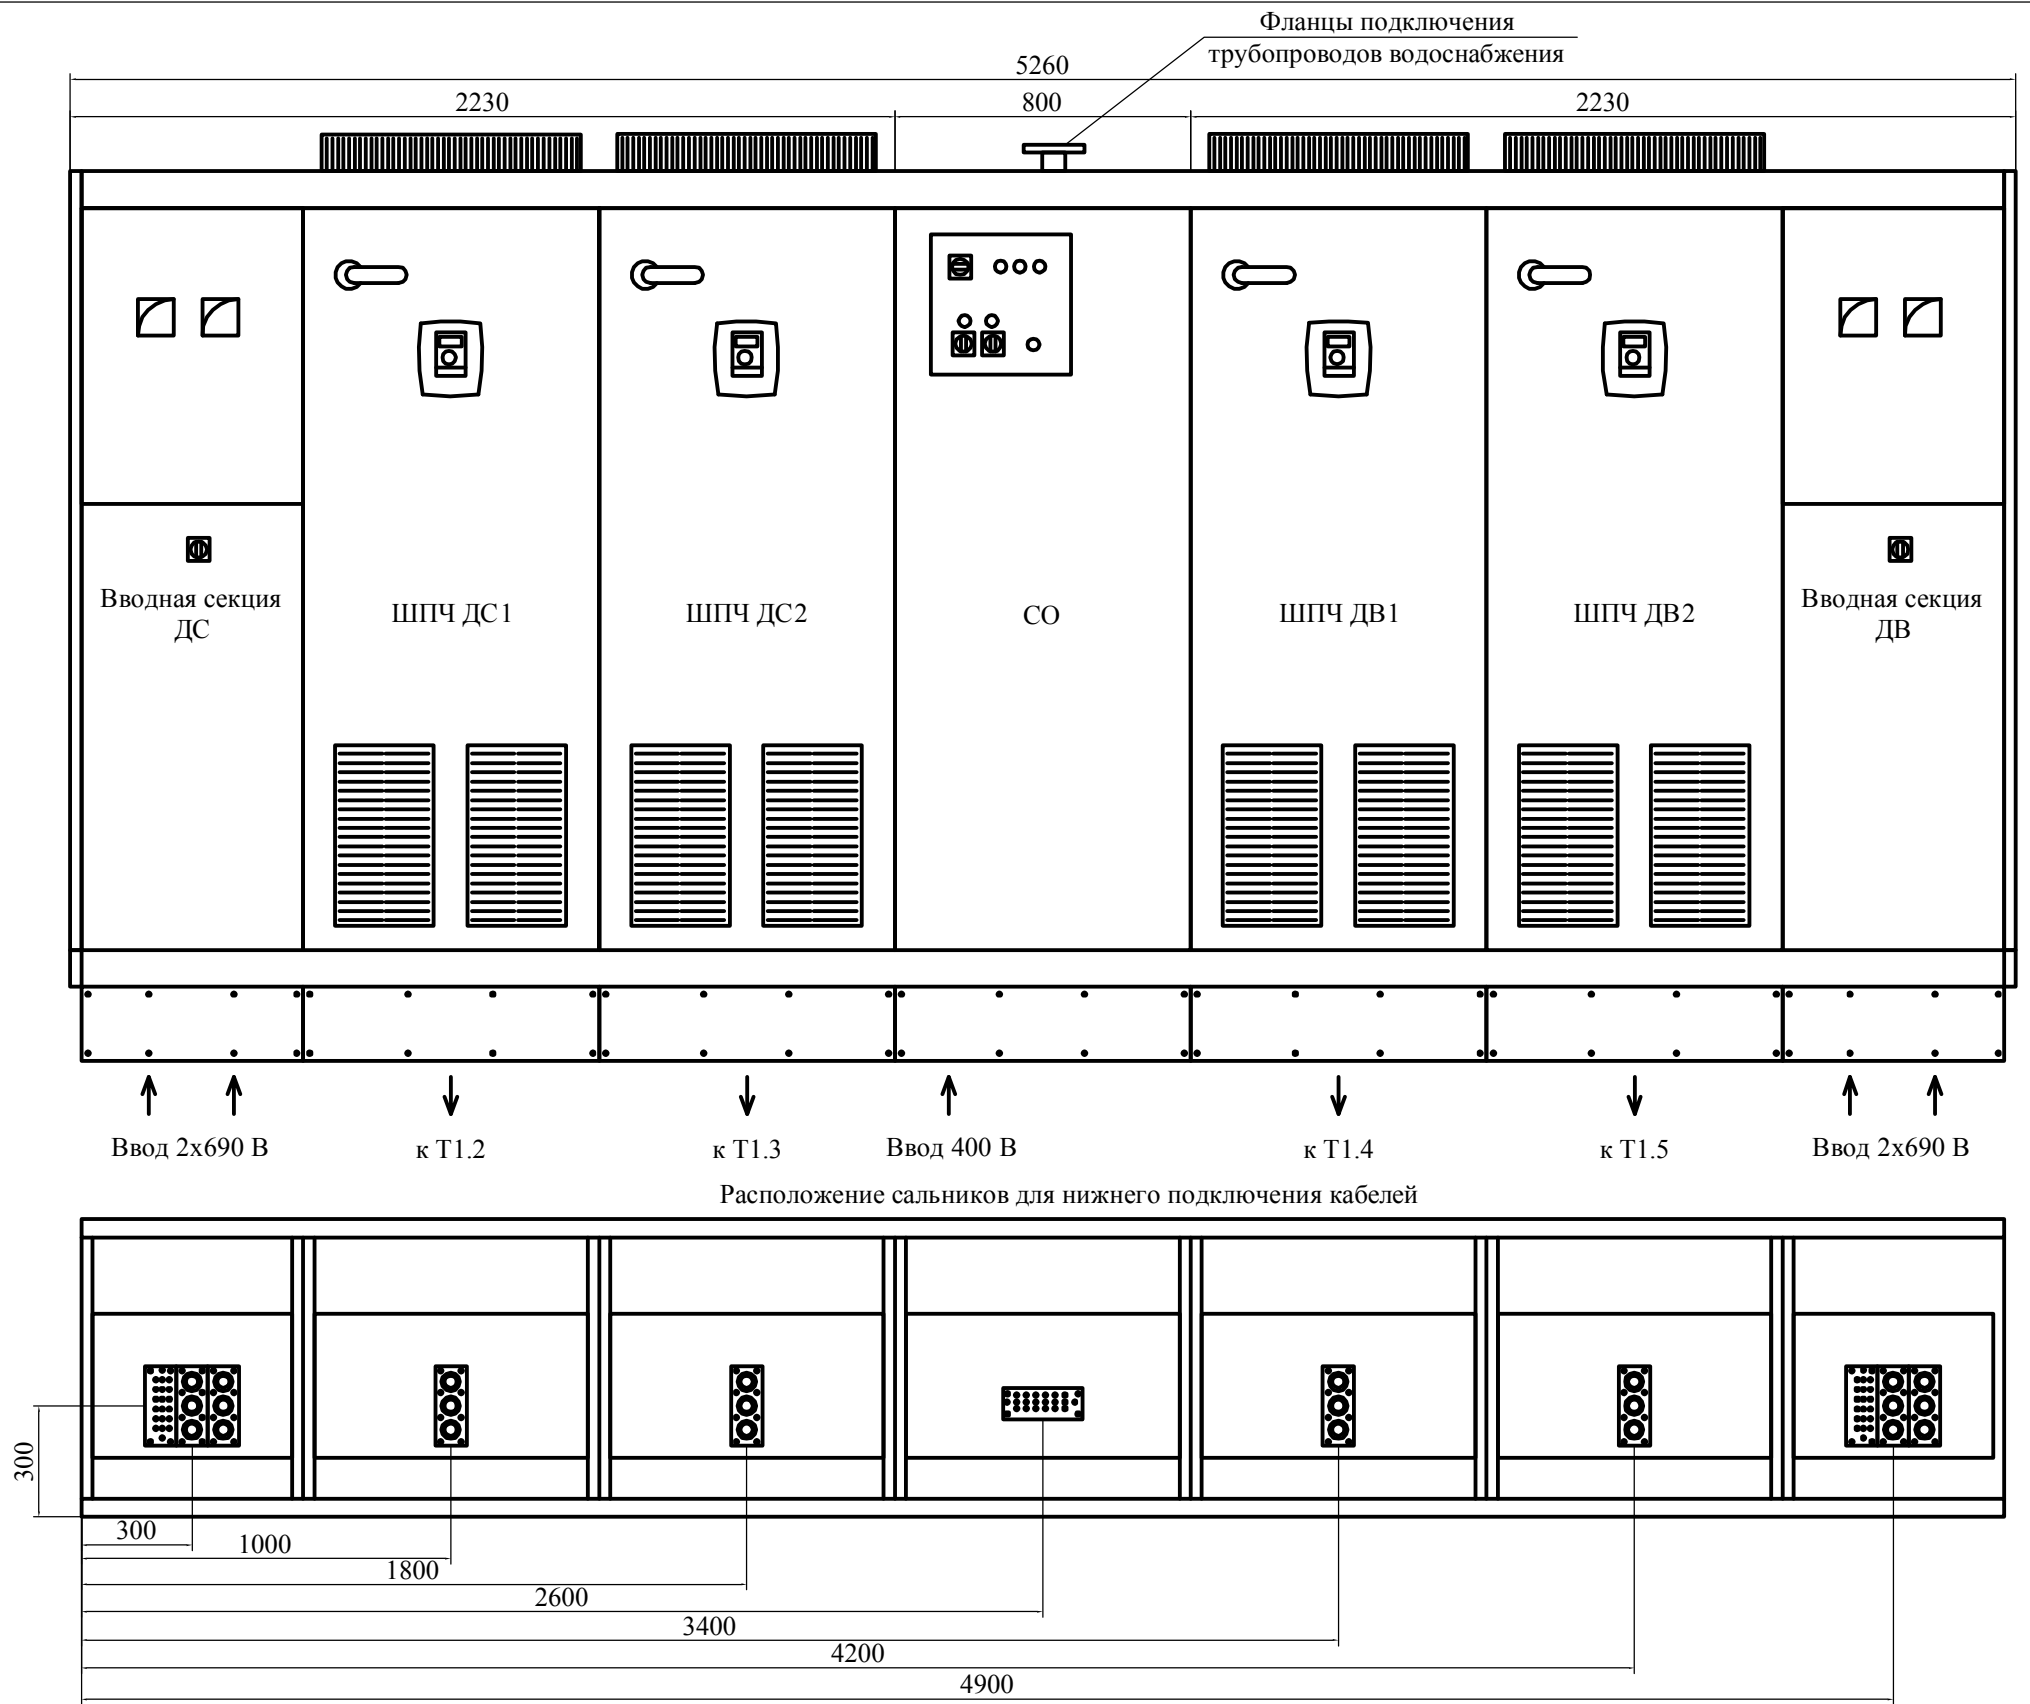 Фланцы подключения
трубопроводов водоснабжения
5260
2230
800
2230
Вводная секция
ДС
ШПЧ ДС1
ШПЧ ДС2
СО
ШПЧ ДВ1
ШПЧ ДВ2
Вводная секция
ДВ
Ввод 2х690 В
к Т1.2
к Т1.3
Ввод 400 В
к Т1.4
к Т1.5
Ввод 2х690 В
Расположение сальников для нижнего подключения кабелей
300
300
1000
1800
2600
3400
4200
4900